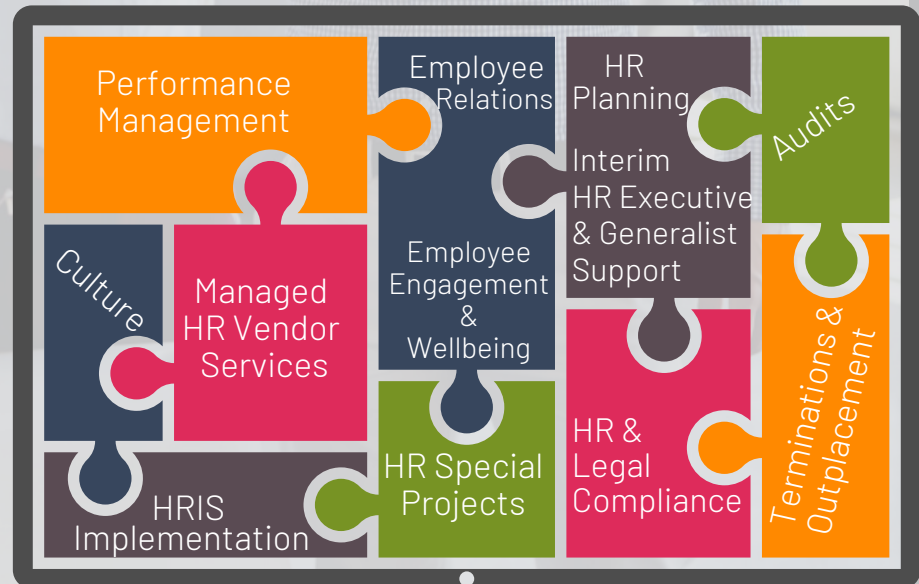 Performance
Management
Employee
Relations
HR
Planning
Audits
Interim
HR Executive
& Generalist
Support
Culture
Managed
HR Vendor
Services
Employee
Engagement
&
Wellbeing
Terminations &
Outplacement
HRIS
Implementation
HR Special
Projects
HR &
Legal
Compliance